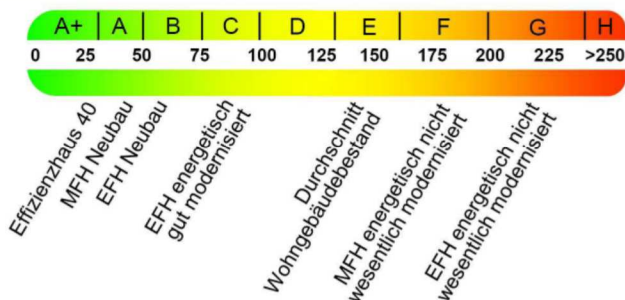 A+ A B C D E F G H
0 25 50 75 100 125 150 175 200 225 >250
Effizienzhaus 40
MFH Neubau
EFH Neubau
EFH energetisch
gut modernisiert
Durchschnitt
Wohngebäudebestand
MFH energetisch nicht
wesentlich modernisiert
EFH energetisch nicht
wesentlich modernisiert